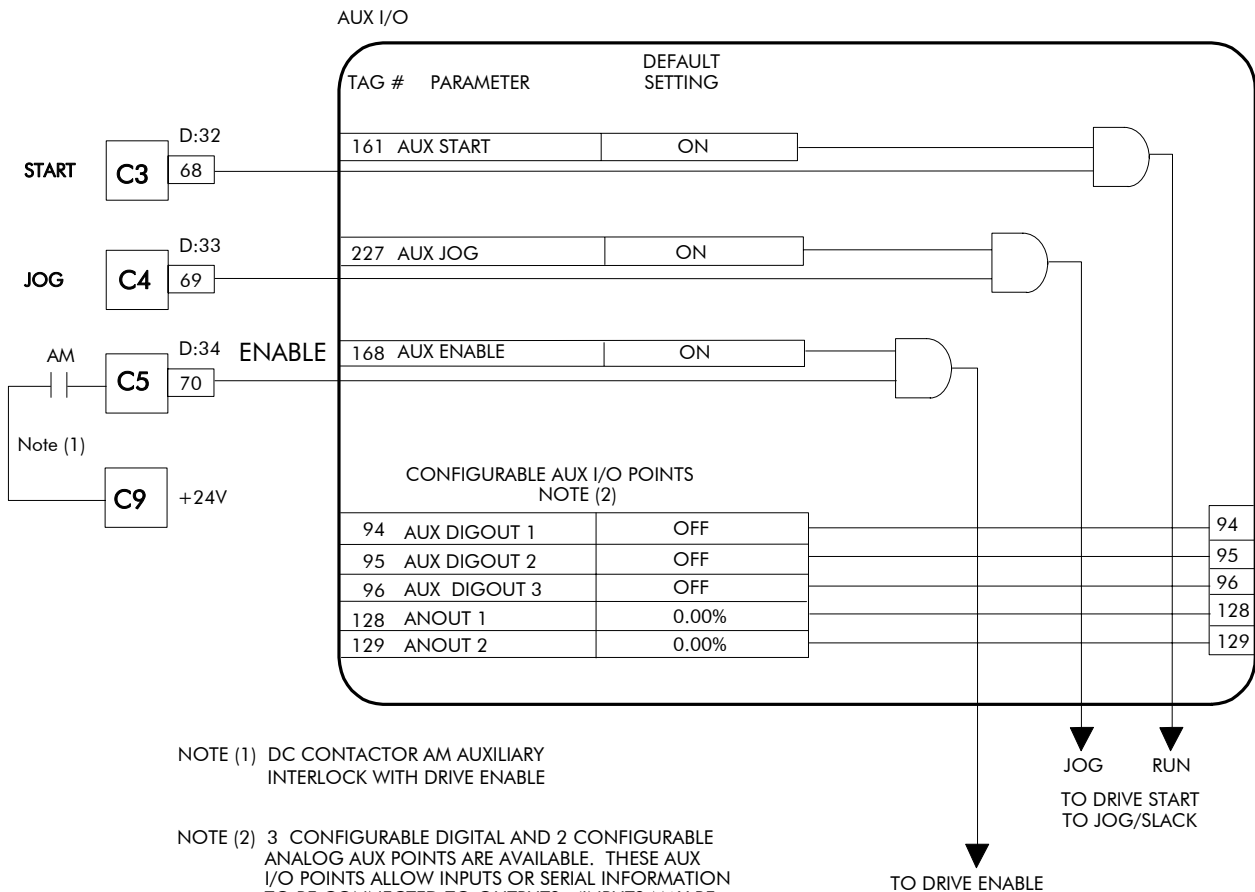 AUX I/O
TAG # PARAMETER DEFAULT SETTING
D:32
161 AUX START ON
START C3 68
D:33
227 AUX JOG ON
JOG C4 69
AM D:34 ENABLE 168 AUX ENABLE ON
C5 70
Note (1)
C9 +24V
CONFIGURABLE AUX I/O POINTS
NOTE (2)
94 AUX DIGOUT 1 OFF 94
95 AUX DIGOUT 2 OFF 95
96 AUX DIGOUT 3 OFF 96
128 ANOUT 1 0.00% 128
129 ANOUT 2 0.00% 129
NOTE (1) DC CONTACTOR AM AUXILIARY
INTERLOCK WITH DRIVE ENABLE
JOG RUN
TO DRIVE START
TO JOG/SLACK
NOTE (2) 3 CONFIGURABLE DIGITAL AND 2 CONFIGURABLE
ANALOG AUX POINTS ARE AVAILABLE. THESE AUX
I/O POINTS ALLOW INPUTS OR SERIAL INFORMATION
TO DRIVE ENABLE